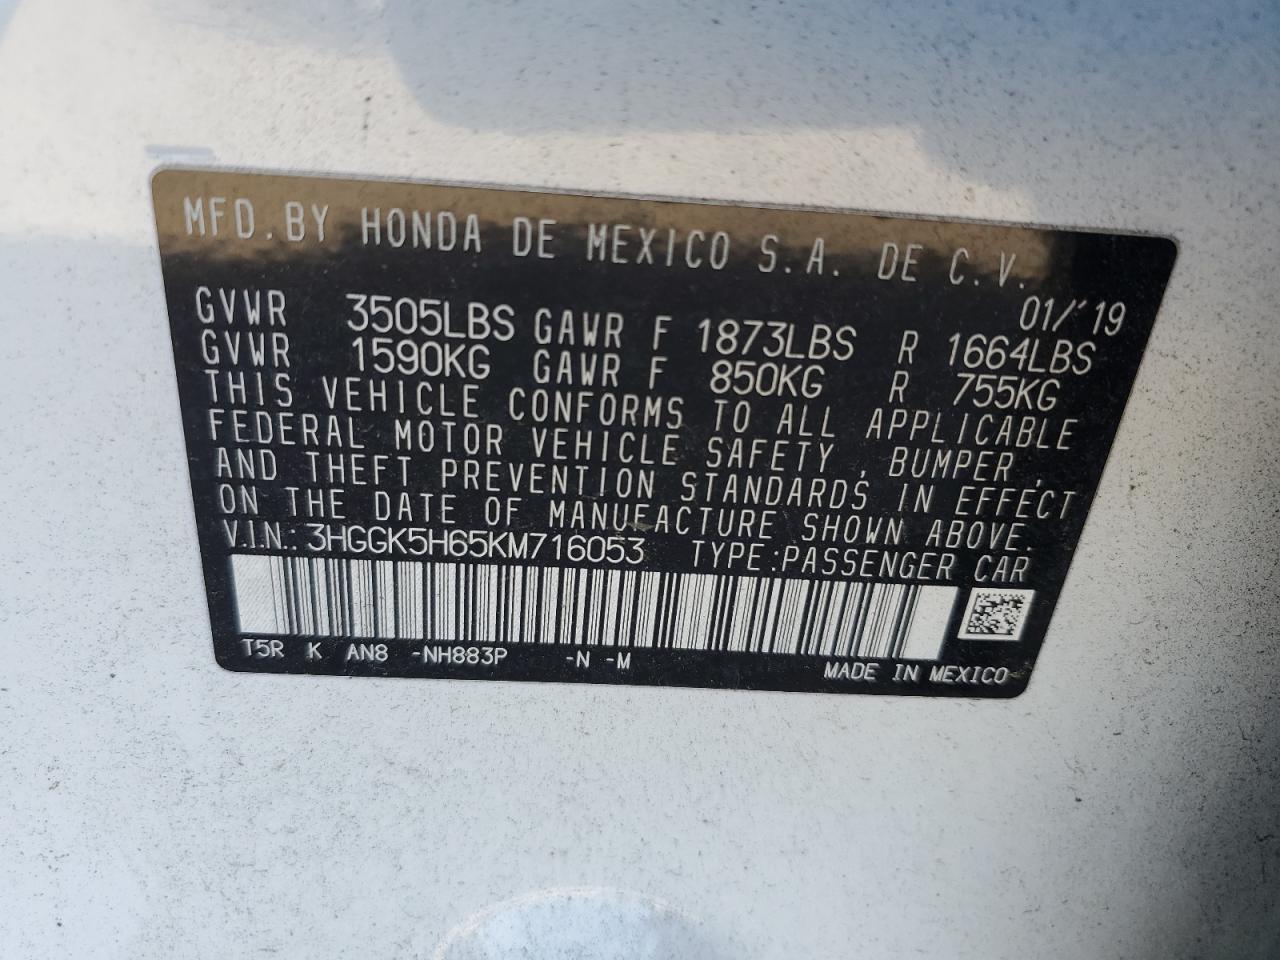 MFD.BY HONDA DE MEXICO S.A. DE C.V.
01/'19
GVWR 3505LBS GAWR F 1873LBS R 1664LBS
GVWR 1590KG GAWR F 850KG R 755KG
THIS VEHICLE CONFORMS TO ALL APPLICABLE
FEDERAL MOTOR VEHICLE SAFETY, BUMPER,
AND THEFT PREVENTION STANDARDS IN EFFECT
ON THE DATE OF MANUFACTURE SHOWN ABOVE.
V.I.N.: 3HGGK5H65KM716053 TYPE:PASSENGER CAR
T5R K AN8 -NH883P -N -M
MADE IN MEXICO